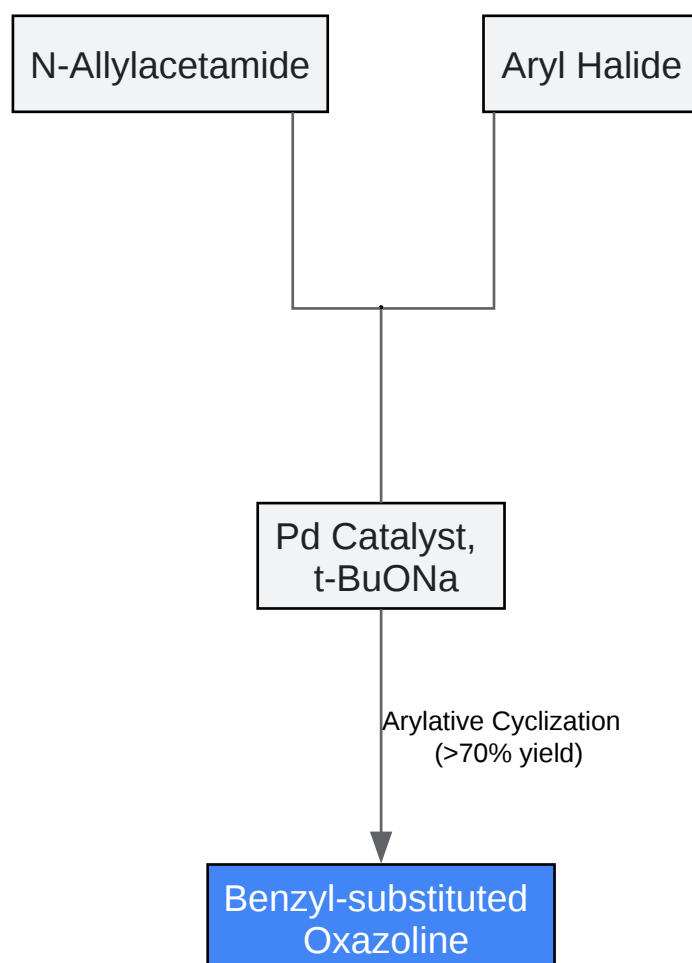 N-Allylacetamide
Aryl Halide
Pd Catalyst,
t-BuONa
Arylative Cyclization
(>70% yield)
Benzyl-substituted
Oxazoline